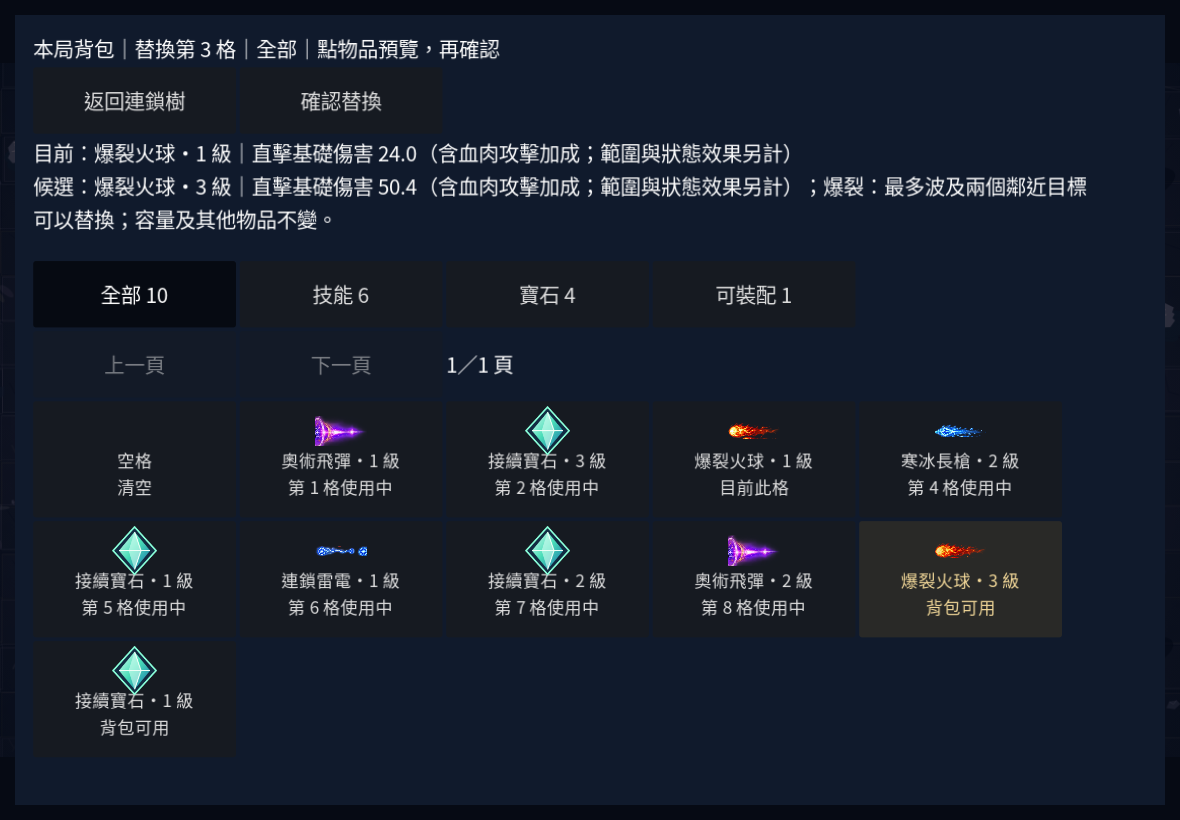 本局背包｜替換第 3 格｜全部｜點物品預覽，再確認
返回連鎖樹
確認替換
目前：爆裂火球・1 級｜直擊基礎傷害 24.0（含血肉攻擊加成；範圍與狀態效果另計）
候選：爆裂火球・3 級｜直擊基礎傷害 50.4（含血肉攻擊加成；範圍與狀態效果另計）；爆裂：最多波及兩個鄰近目標
可以替換；容量及其他物品不變。
全部 10
技能 6
寶石 4
可裝配 1
上一頁
下一頁
1／1 頁
空格
清空
奧術飛彈・1 級
第 1 格使用中
接續寶石・3 級
第 2 格使用中
爆裂火球・1 級
目前此格
寒冰長槍・2 級
第 4 格使用中
接續寶石・1 級
第 5 格使用中
連鎖雷電・1 級
第 6 格使用中
接續寶石・2 級
第 7 格使用中
奧術飛彈・2 級
第 8 格使用中
爆裂火球・3 級
背包可用
接續寶石・1 級
背包可用